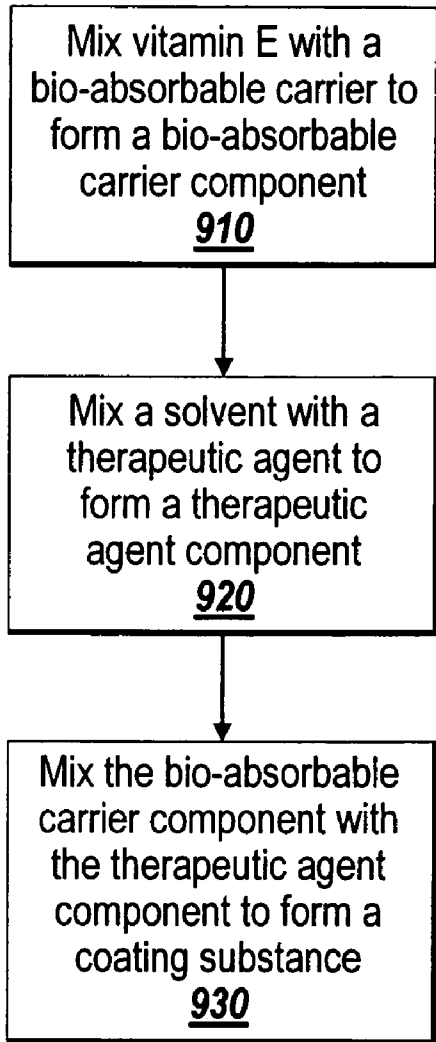 Mix vitamin E with a
bio-absorbable carrier to
form a bio-absorbable
carrier component
910
Mix a solvent with a
therapeutic agent to
form a therapeutic
agent component
920
Mix the bio-absorbable
carrier component with
the therapeutic agent
component to form a
coating substance
930